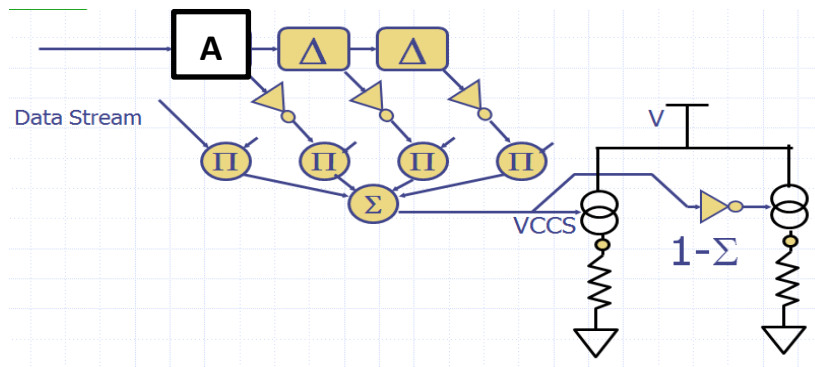 A Δ Δ
Data Stream
V
Π Π Π Π
Σ
VCCS
1-Σ